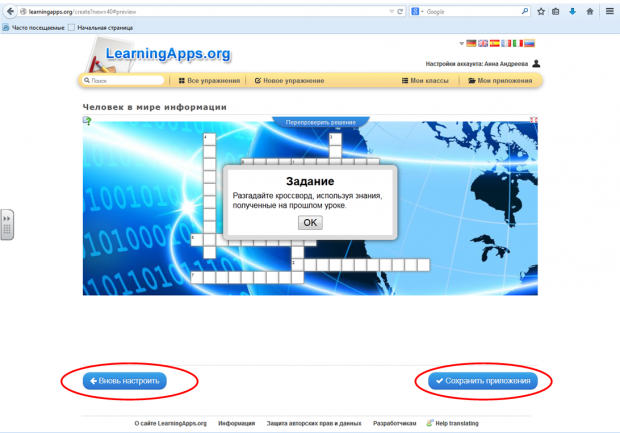 learningapps.org/create?new=40#preview
Google
Часто посещаемые
Начальная страница
LearningApps.org
Настройки аккаунта: Анна Андреева
Поиск
Все упражнения
Новое упражнение
Мои классы
Мои приложения
Человек в мире информации
Перепроверить решение
Задание
Разгадайте кроссворд, используя знания,
полученные на прошлом уроке.
OK
Вновь настроить
Сохранить приложения
О сайте LearningApps.org
Информация
Защита авторских прав и данных
Разработчикам
Help translating